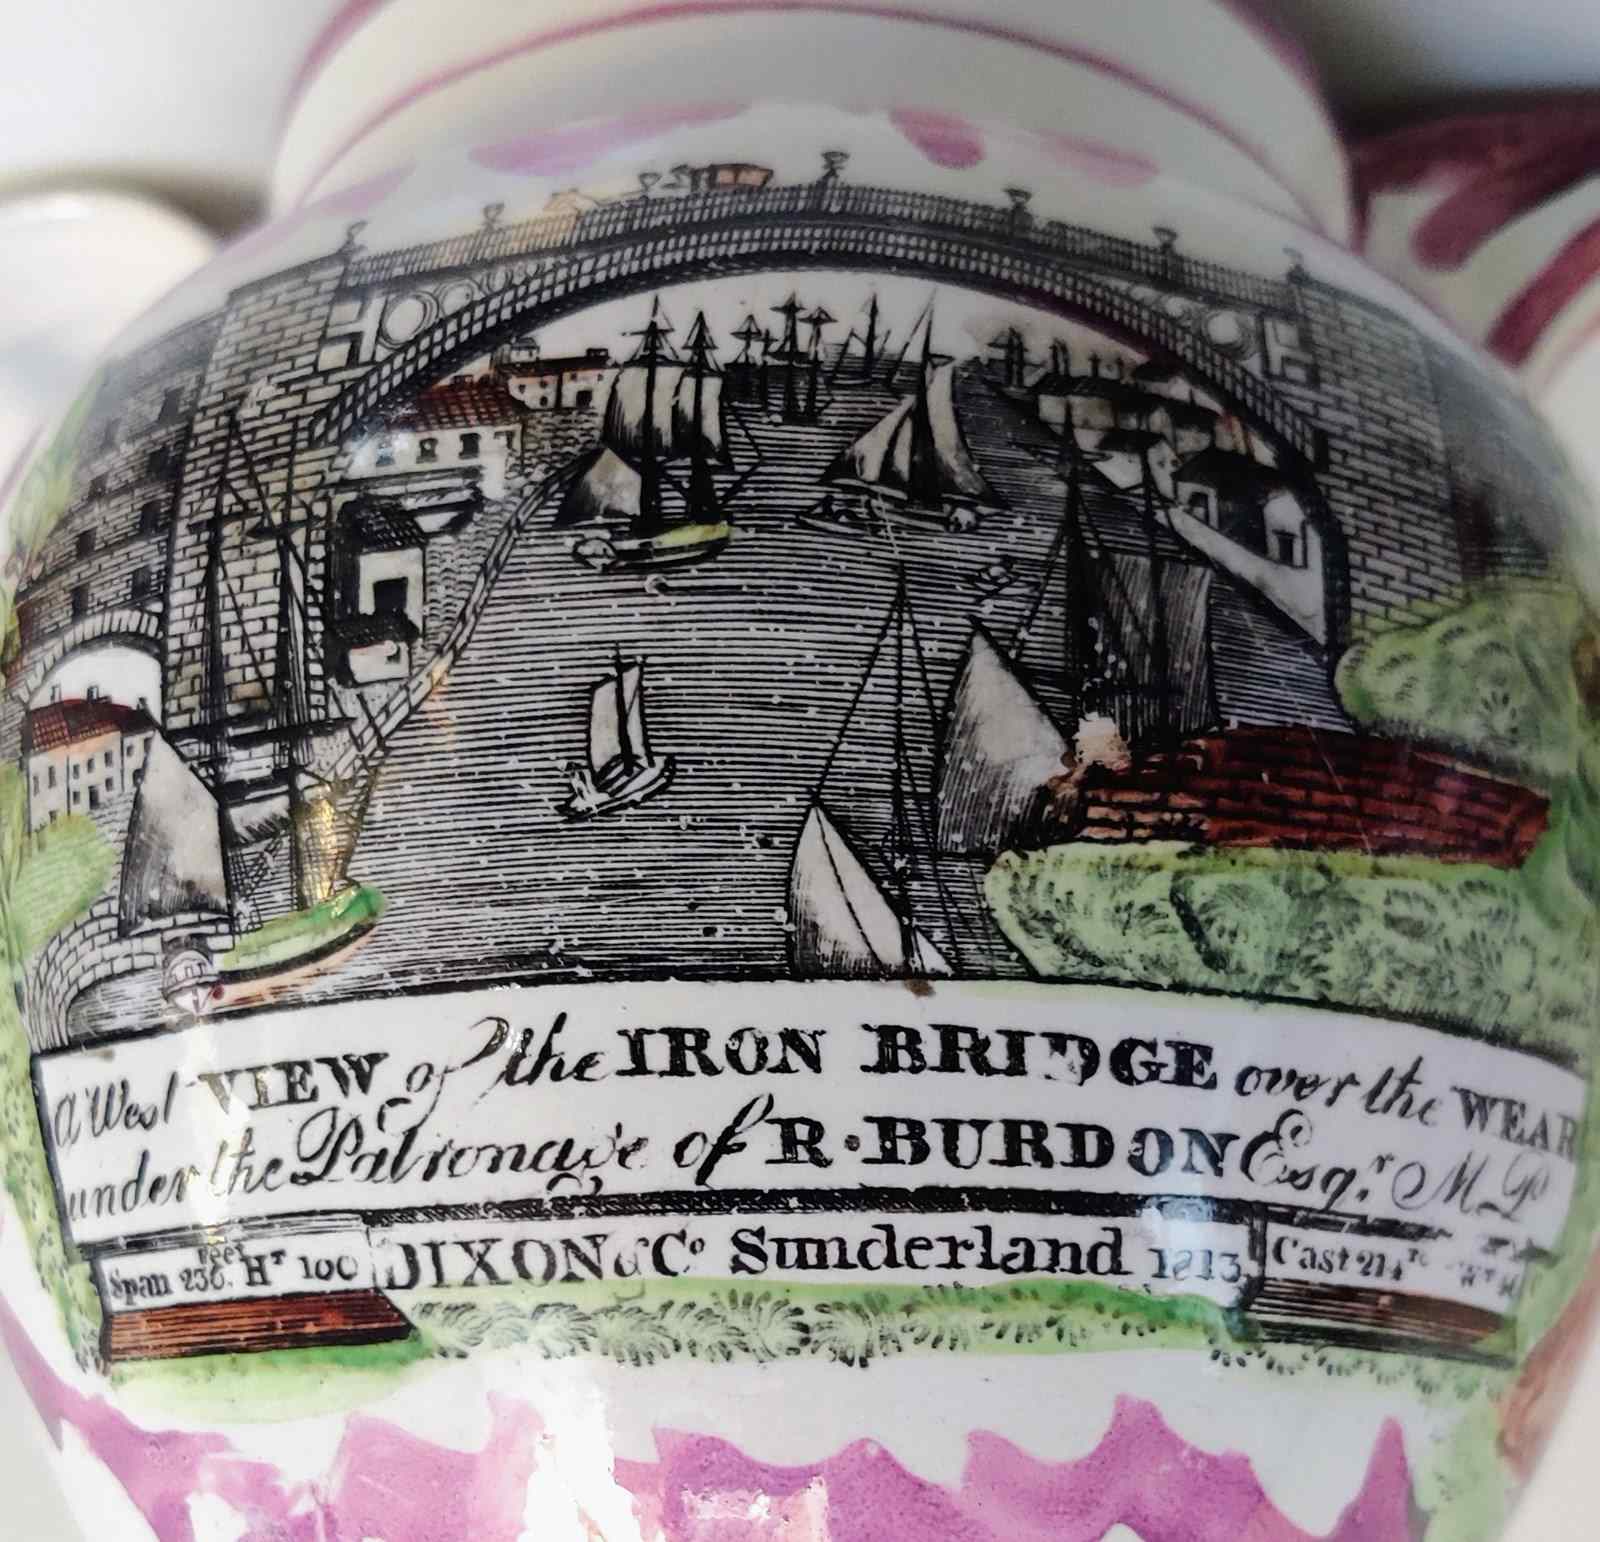 A West VIEW of the IRON BRIDGE over the WEAR
under the Patronage of R·BURDON Esqr. M.P
Span 236 feet. HT 100
DIXON & Co. Sunderland 1813
Cast 214